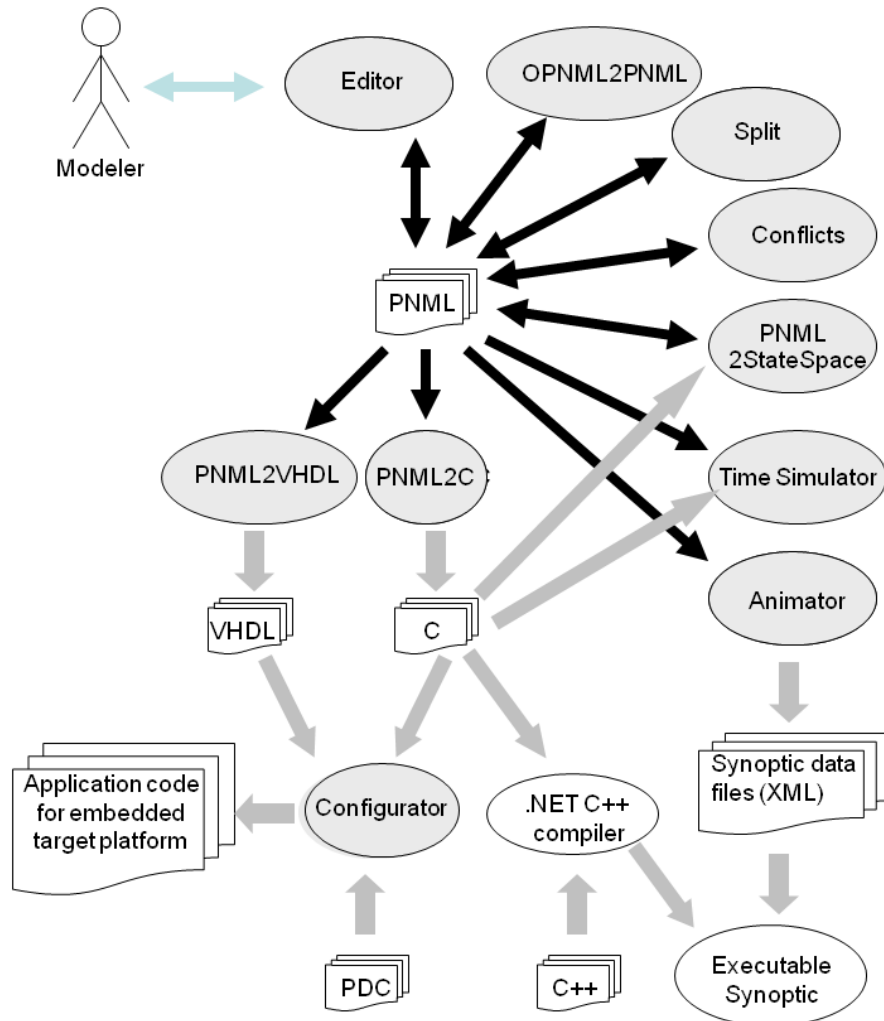 Editor
OPNML2PNML
Split
Modeler
Conflicts
PNML
PNML
2StateSpace
PNML2VHDL
PNML2C
Time Simulator
Animator
VHDL
C
Application code
for embedded
target platform
Configurator
.NET C++
compiler
Synoptic data
files (XML)
PDC
C++
Executable
Synoptic